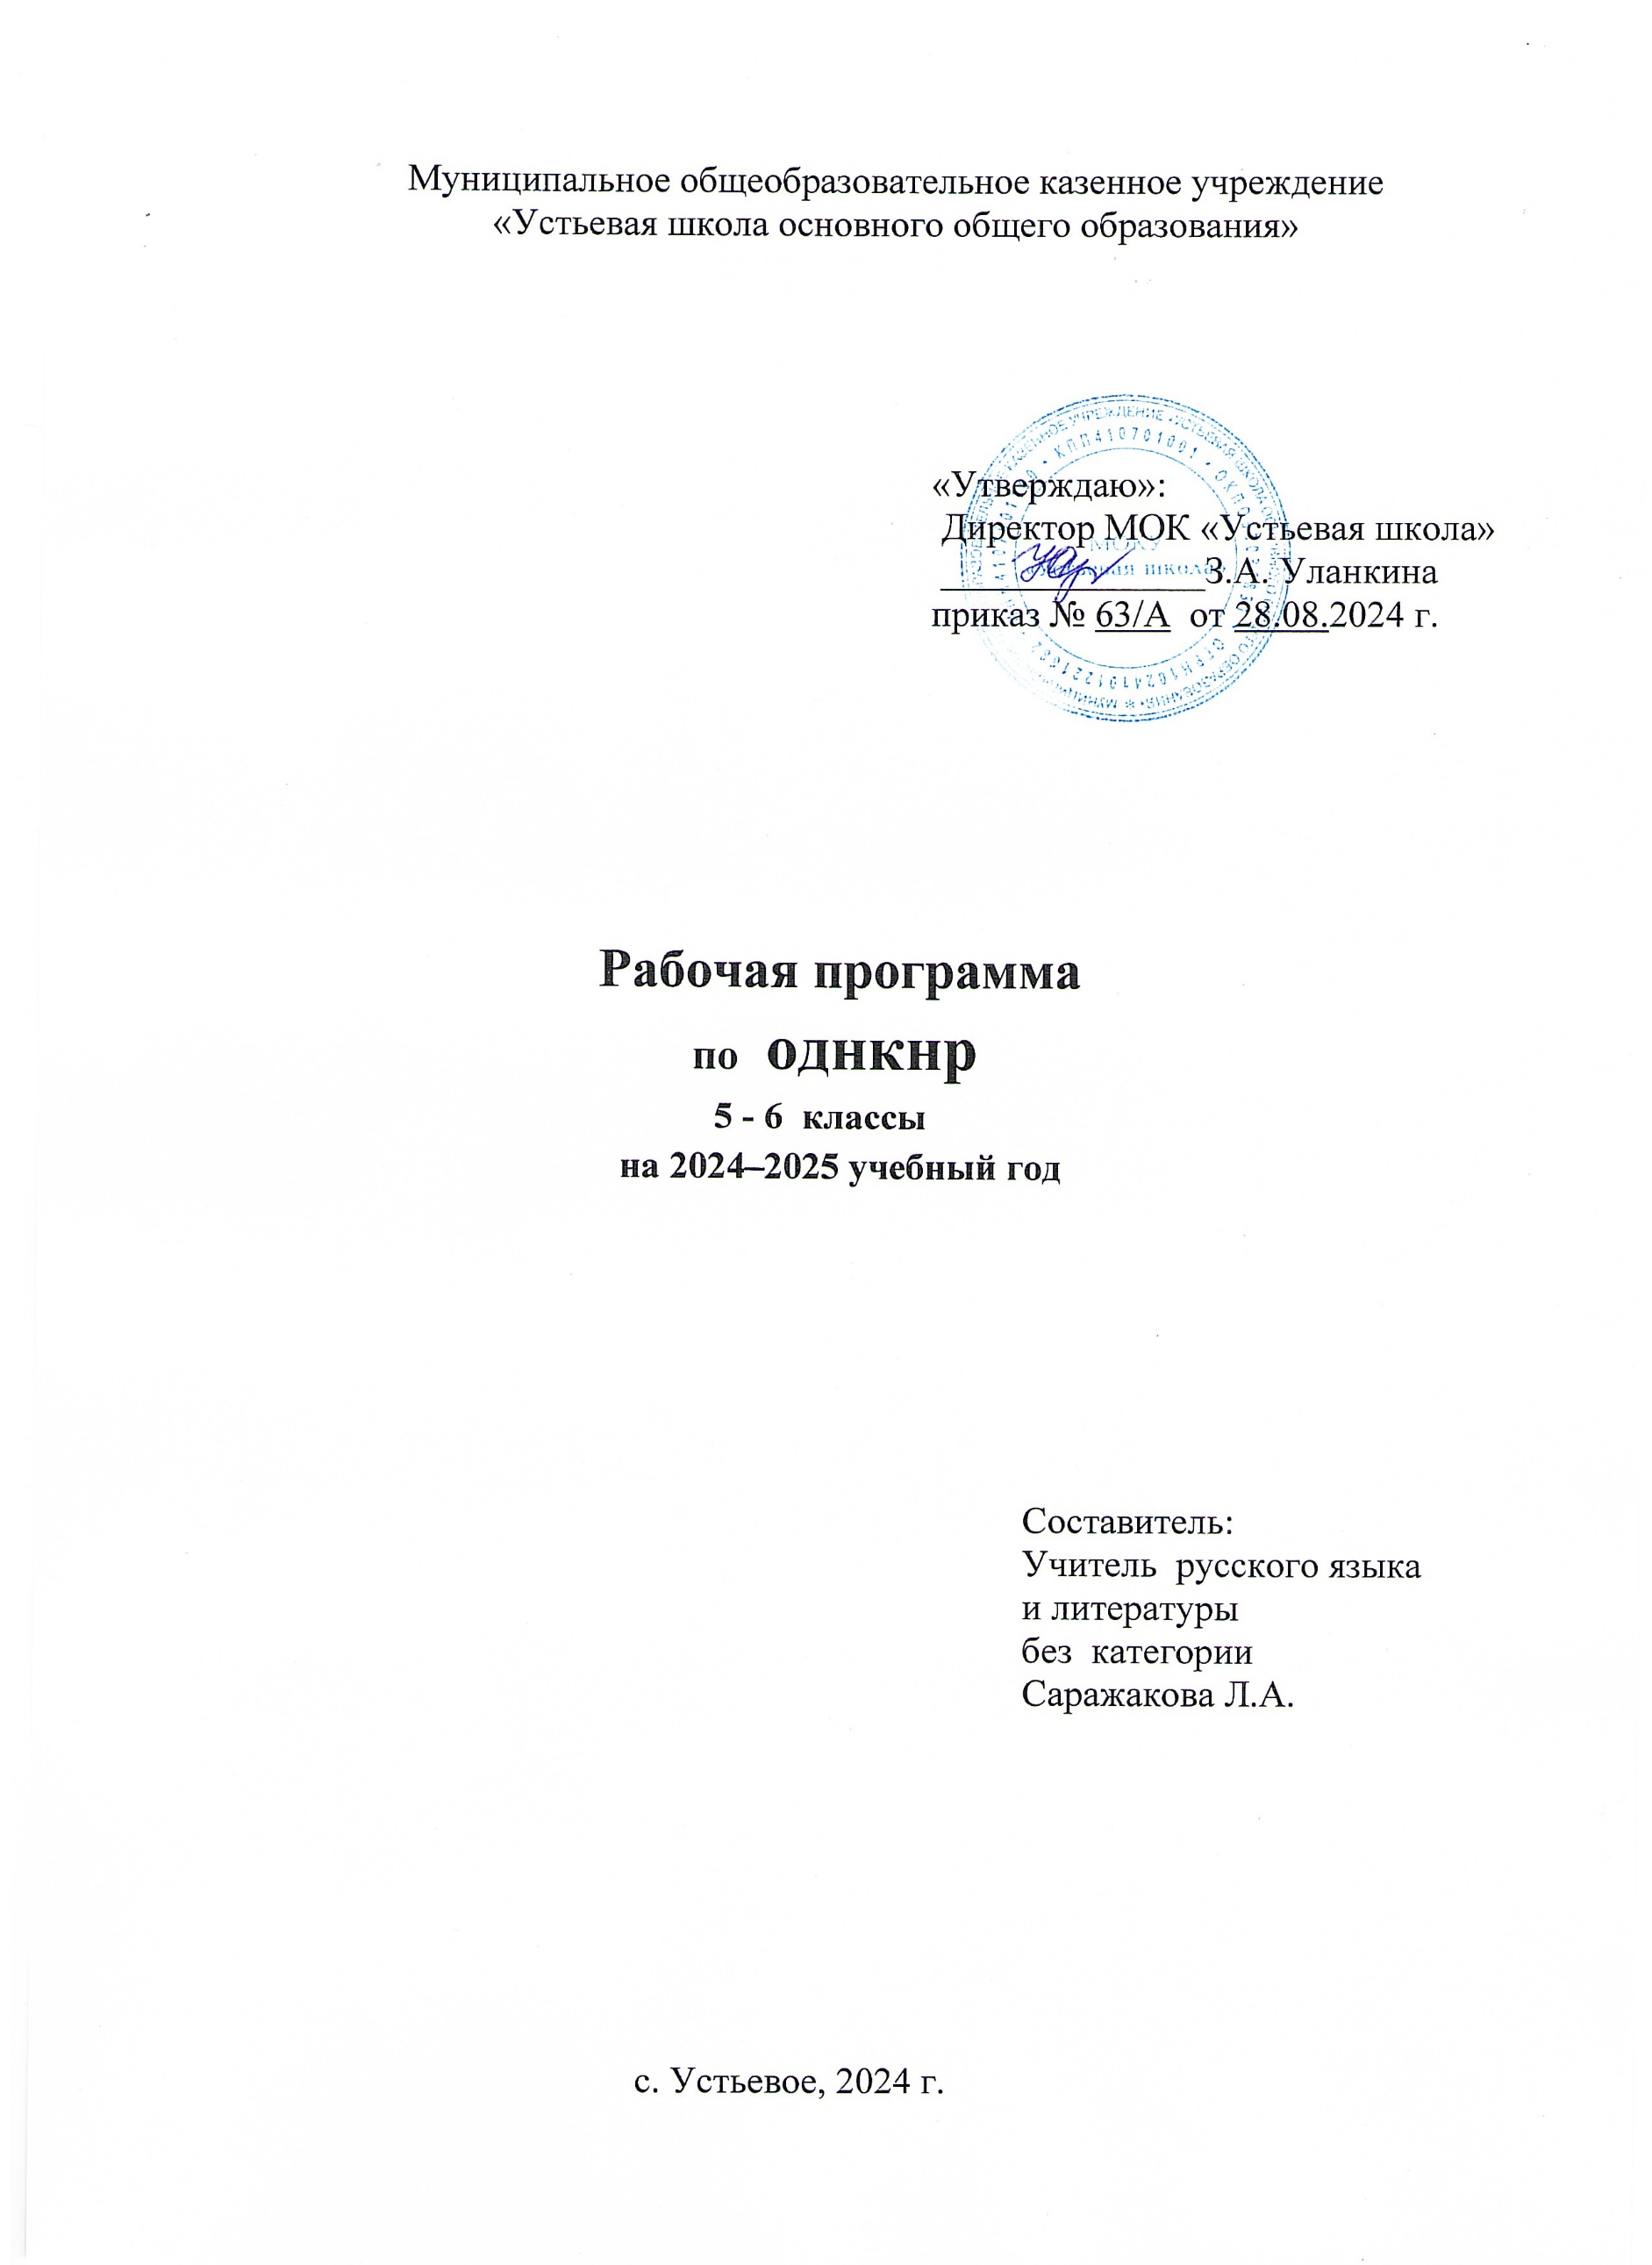 Муниципальное общеобразовательное казенное учреждение
«Устьевая школа основного общего образования»
«Утверждаю»:
Директор МОК «Устьевая школа»
______________З.А. Уланкина
приказ № 63/А от 28.08.2024 г.
КПП410701001
Рабочая программа
по однкнр
5 - 6 классы
на 2024–2025 учебный год
Составитель:
Учитель русского языка
и литературы
без категории
Саражакова Л.А.
с. Устьевое, 2024 г.